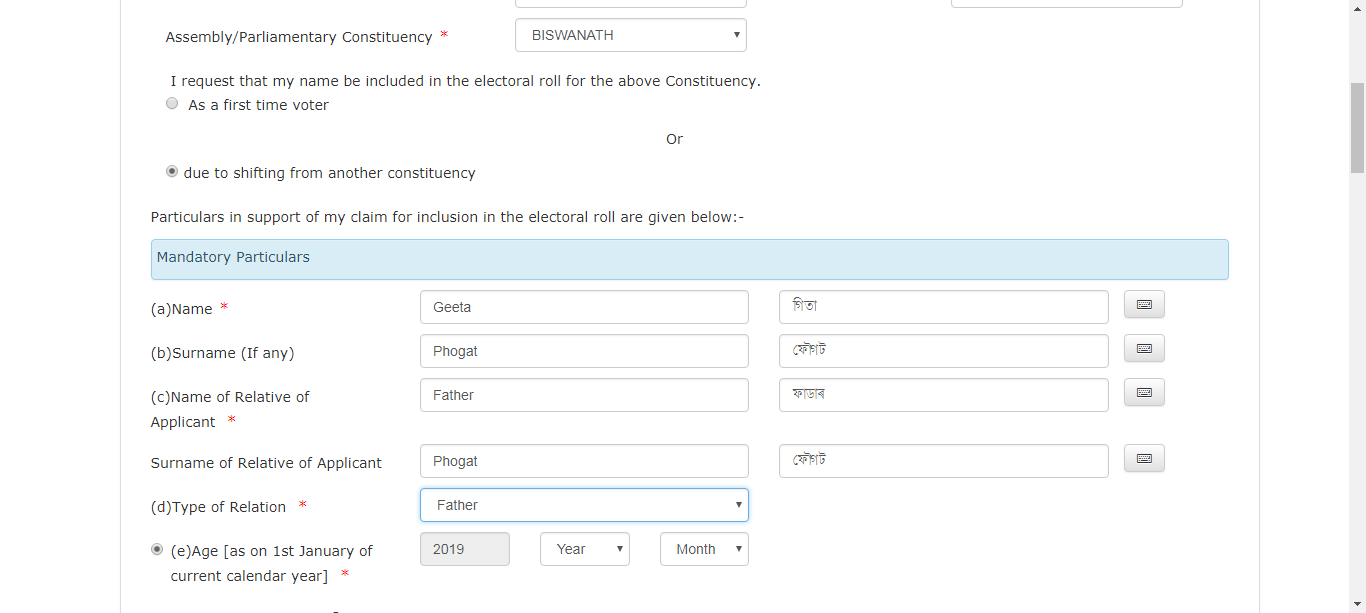 Assembly/Parliamentary Constituency * BISWANATH
I request that my name be included in the electoral roll for the above Constituency.
As a first time voter
Or
due to shifting from another constituency
Particulars in support of my claim for inclusion in the electoral roll are given below:-
Mandatory Particulars
(a)Name * Geeta গিতা
(b)Surname (If any) Phogat ফৌগট
(c)Name of Relative of
Applicant * Father ফাডাৰ
Surname of Relative of Applicant Phogat ফৌগট
(d)Type of Relation * Father
(e)Age [as on 1st January of
current calendar year] * 2019 Year Month